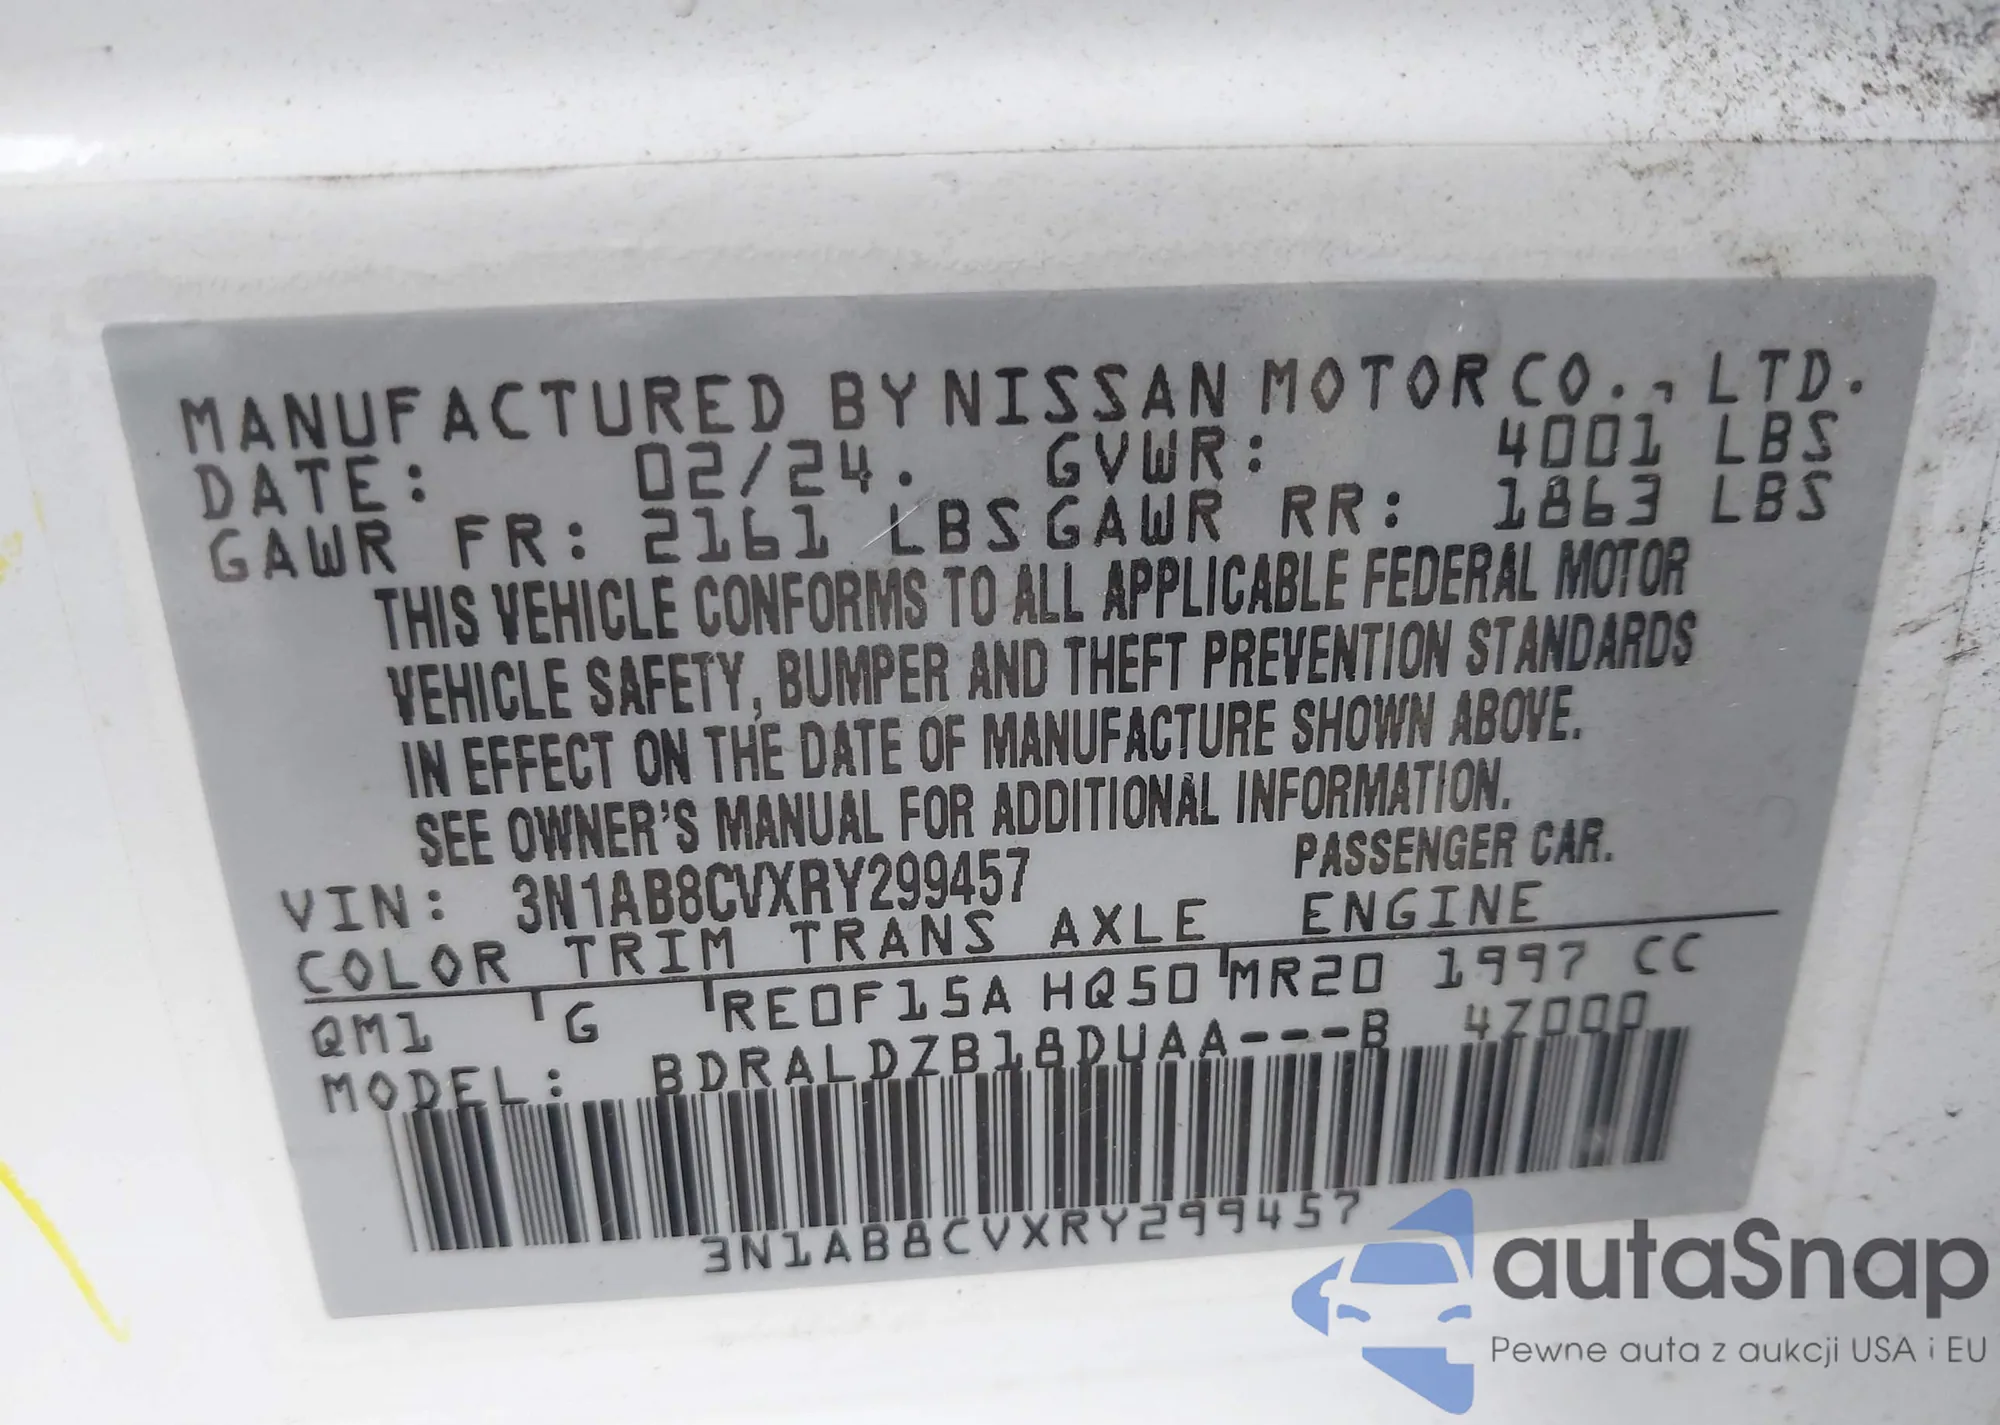 MANUFACTURED BY NISSAN MOTOR CO., LTD.
DATE: 02/24. GVWR: 4001 LBS
GAWR FR: 2161 LBS GAWR RR: 1863 LBS
THIS VEHICLE CONFORMS TO ALL APPLICABLE FEDERAL MOTOR
VEHICLE SAFETY, BUMPER AND THEFT PREVENTION STANDARDS
IN EFFECT ON THE DATE OF MANUFACTURE SHOWN ABOVE.
SEE OWNER'S MANUAL FOR ADDITIONAL INFORMATION.
VIN: 3N1AB8CVXRY299457 PASSENGER CAR.
COLOR TRIM TRANS AXLE ENGINE
QM1 G RE0F15A HQ50 MR20 1997 CC
MODEL: BDRALDZB18DUAA---B 4Z000
3N1AB8CVXRY299457
autaSnap
Pewne auta z aukcji USA i EU